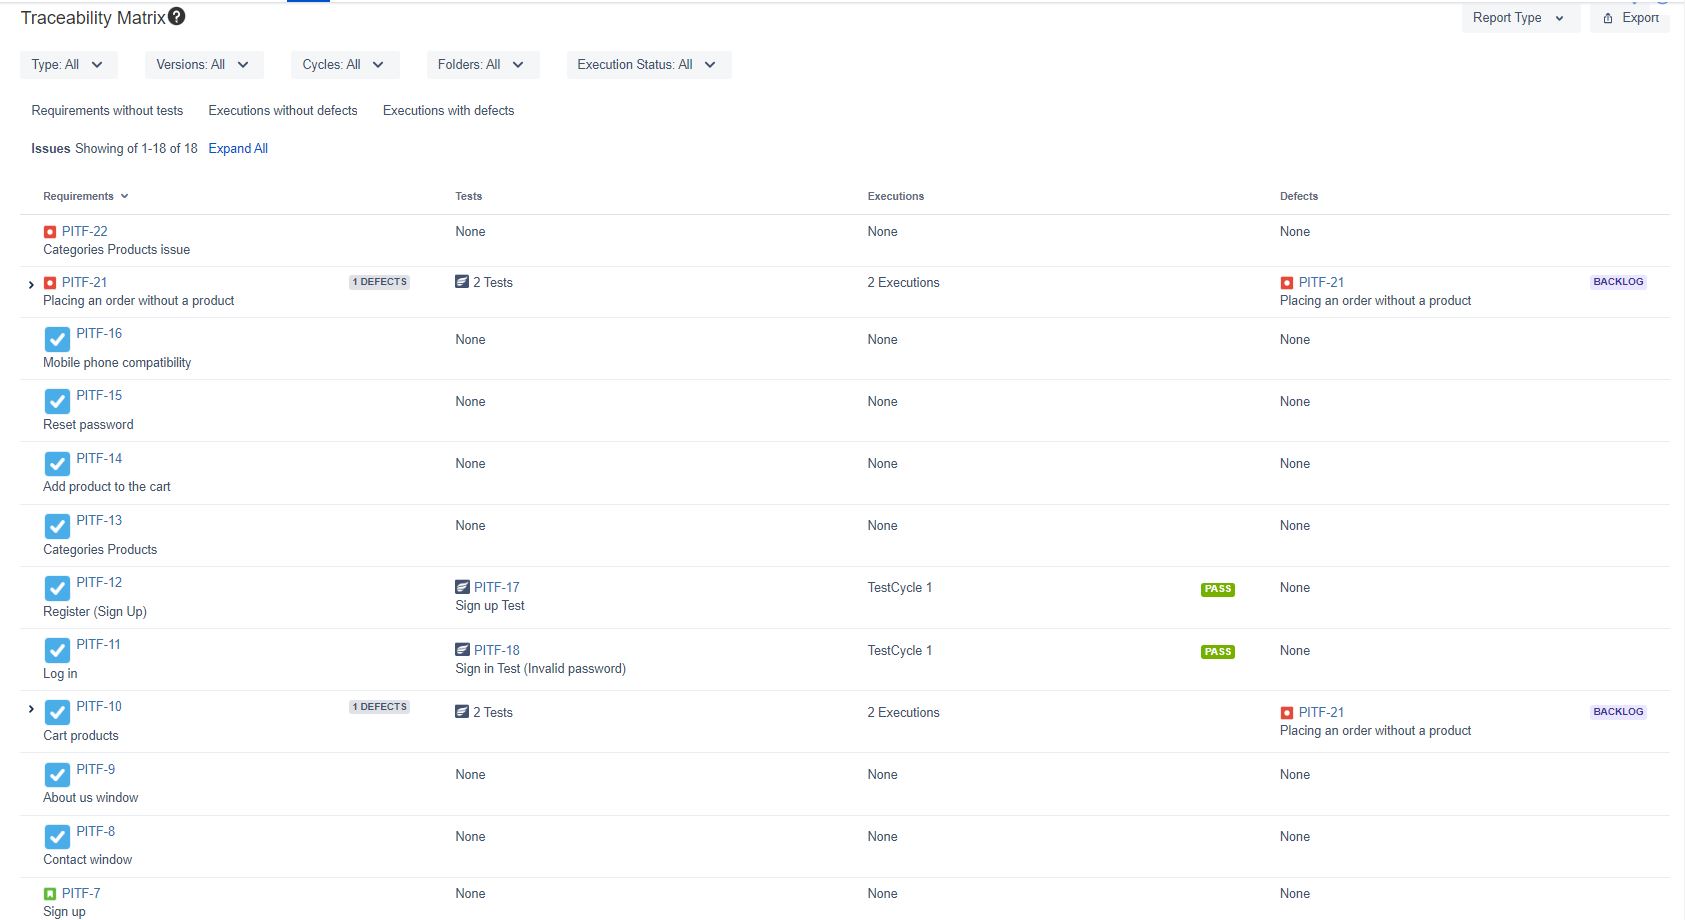 Traceability Matrix ?
Report Type Export
Type: All Versions: All Cycles: All Folders: All Execution Status: All
Requirements without tests Executions without defects Executions with defects
Issues Showing of 1-18 of 18 Expand All
Requirements Tests Executions Defects
PITF-22 None None None
Categories Products issue
PITF-21 1 DEFECTS 2 Tests 2 Executions PITF-21 BACKLOG
Placing an order without a product Placing an order without a product
PITF-16 None None None
Mobile phone compatibility
PITF-15 None None None
Reset password
PITF-14 None None None
Add product to the cart
PITF-13 None None None
Categories Products
PITF-12 PITF-17 TestCycle 1 PASS None
Register (Sign Up) Sign up Test
PITF-11 PITF-18 TestCycle 1 PASS None
Log in Sign in Test (Invalid password)
PITF-10 1 DEFECTS 2 Tests 2 Executions PITF-21 BACKLOG
Cart products Placing an order without a product
PITF-9 None None None
About us window
PITF-8 None None None
Contact window
PITF-7 None None None
Sign up